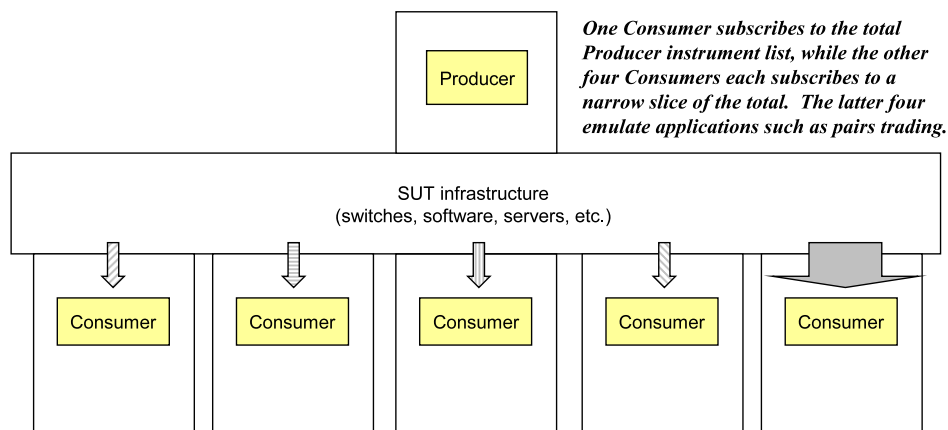 One Consumer subscribes to the total
Producer instrument list, while the other
four Consumers each subscribes to a
narrow slice of the total. The latter four
emulate applications such as pairs trading.
Producer
SUT infrastructure
(switches, software, servers, etc.)
Consumer
Consumer
Consumer
Consumer
Consumer